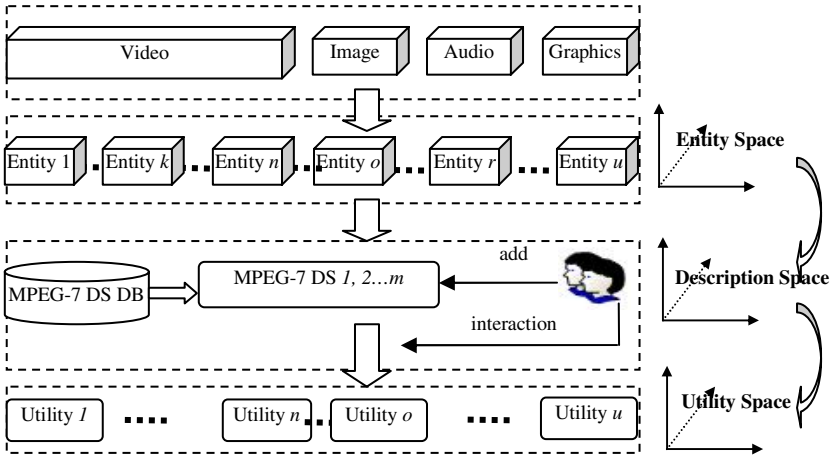 Video Image Audio Graphics
Entity 1 Entity k Entity n Entity o Entity r Entity u
Entity Space
add
MPEG-7 DS DB
MPEG-7 DS 1, 2…m
Description Space
interaction
Utility 1 Utility n Utility o Utility u
Utility Space